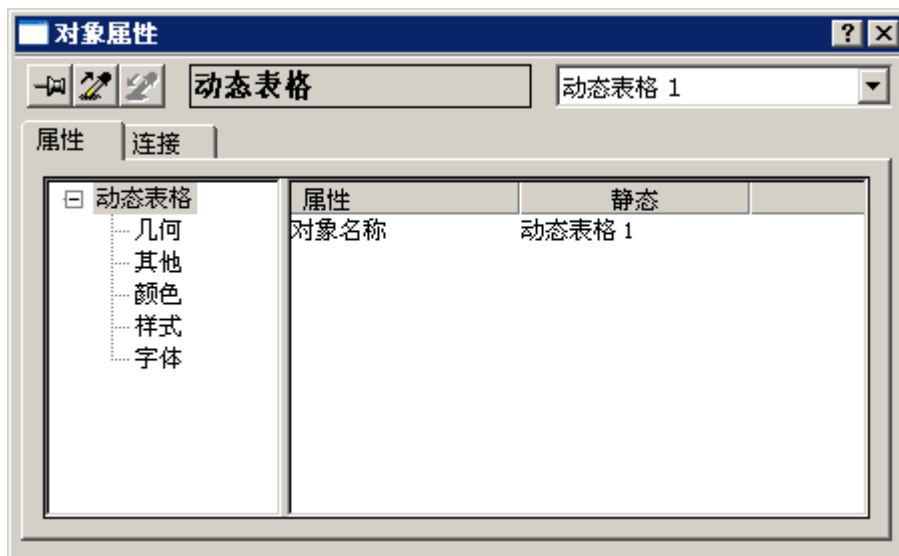 对象属性
动态表格
动态表格 1
属性
连接
动态表格
几何
其他
颜色
样式
字体
属性 静态
对象名称 动态表格 1